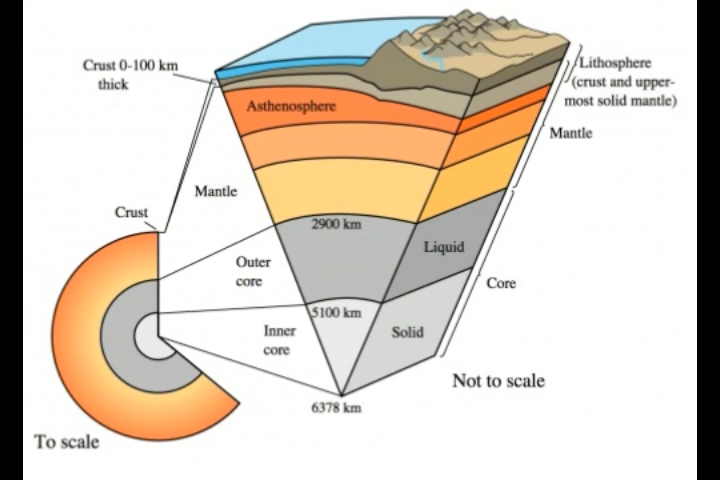 Crust 0-100 km
thick
Asthenosphere
Lithosphere
(crust and upper-
most solid mantle)
Mantle
Mantle
Crust
2900 km
Liquid
Outer
core
Core
5100 km
Inner
core
Solid
Not to scale
6378 km
To scale